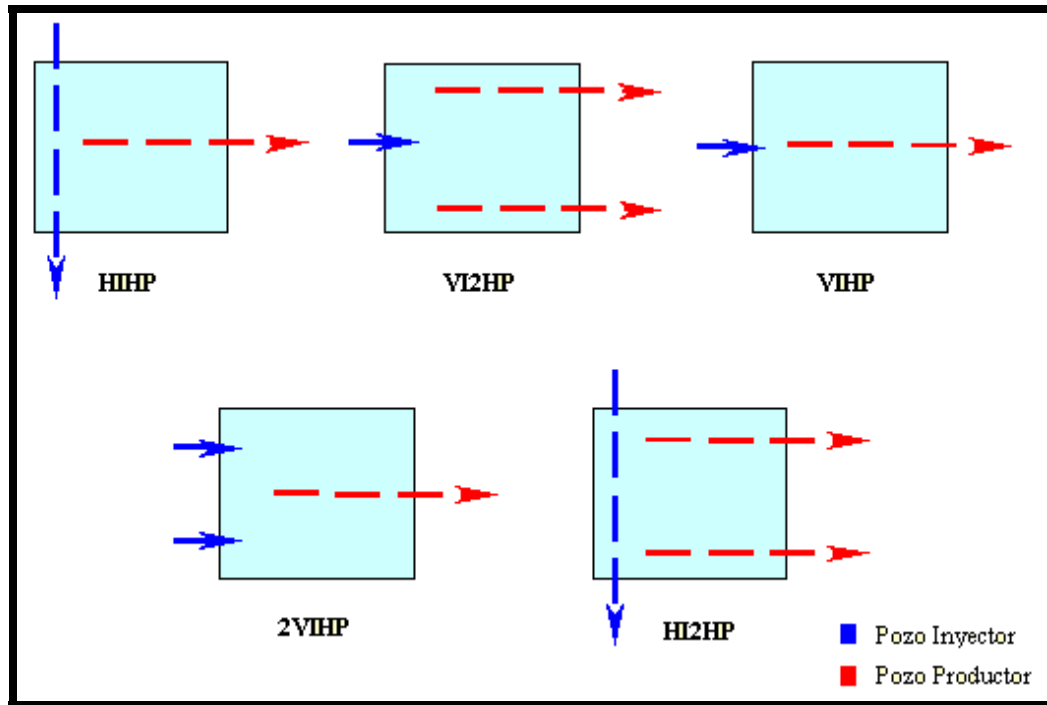 HIHP
VI2HP
VIHP
2VIHP
HI2HP
Pozo Inyector
Pozo Productor